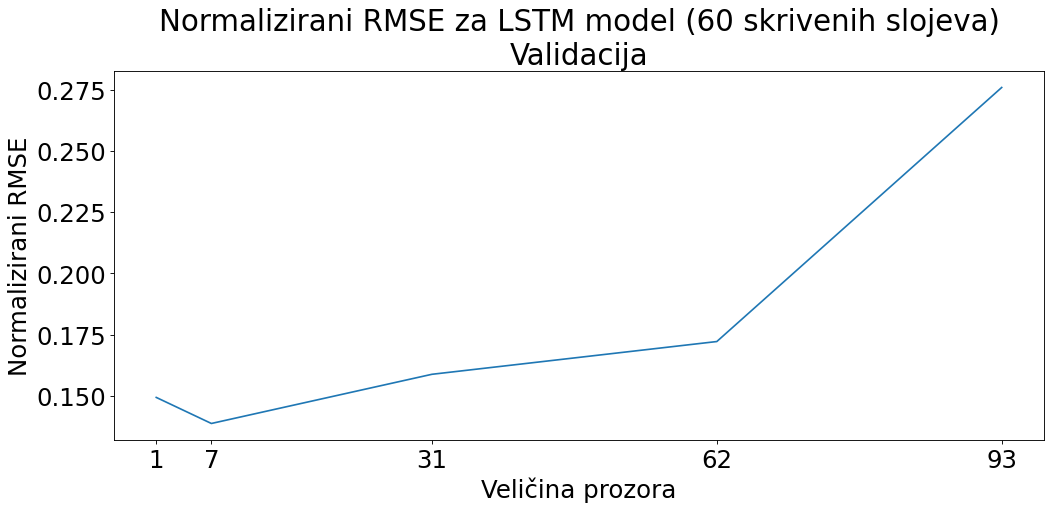 Normalizirani RMSE za LSTM model (60 skrivenih slojeva)
Validacija
Normalizirani RMSE
0.275
0.250
0.225
0.200
0.175
0.150
1 7 31 62 93
Veličina prozora